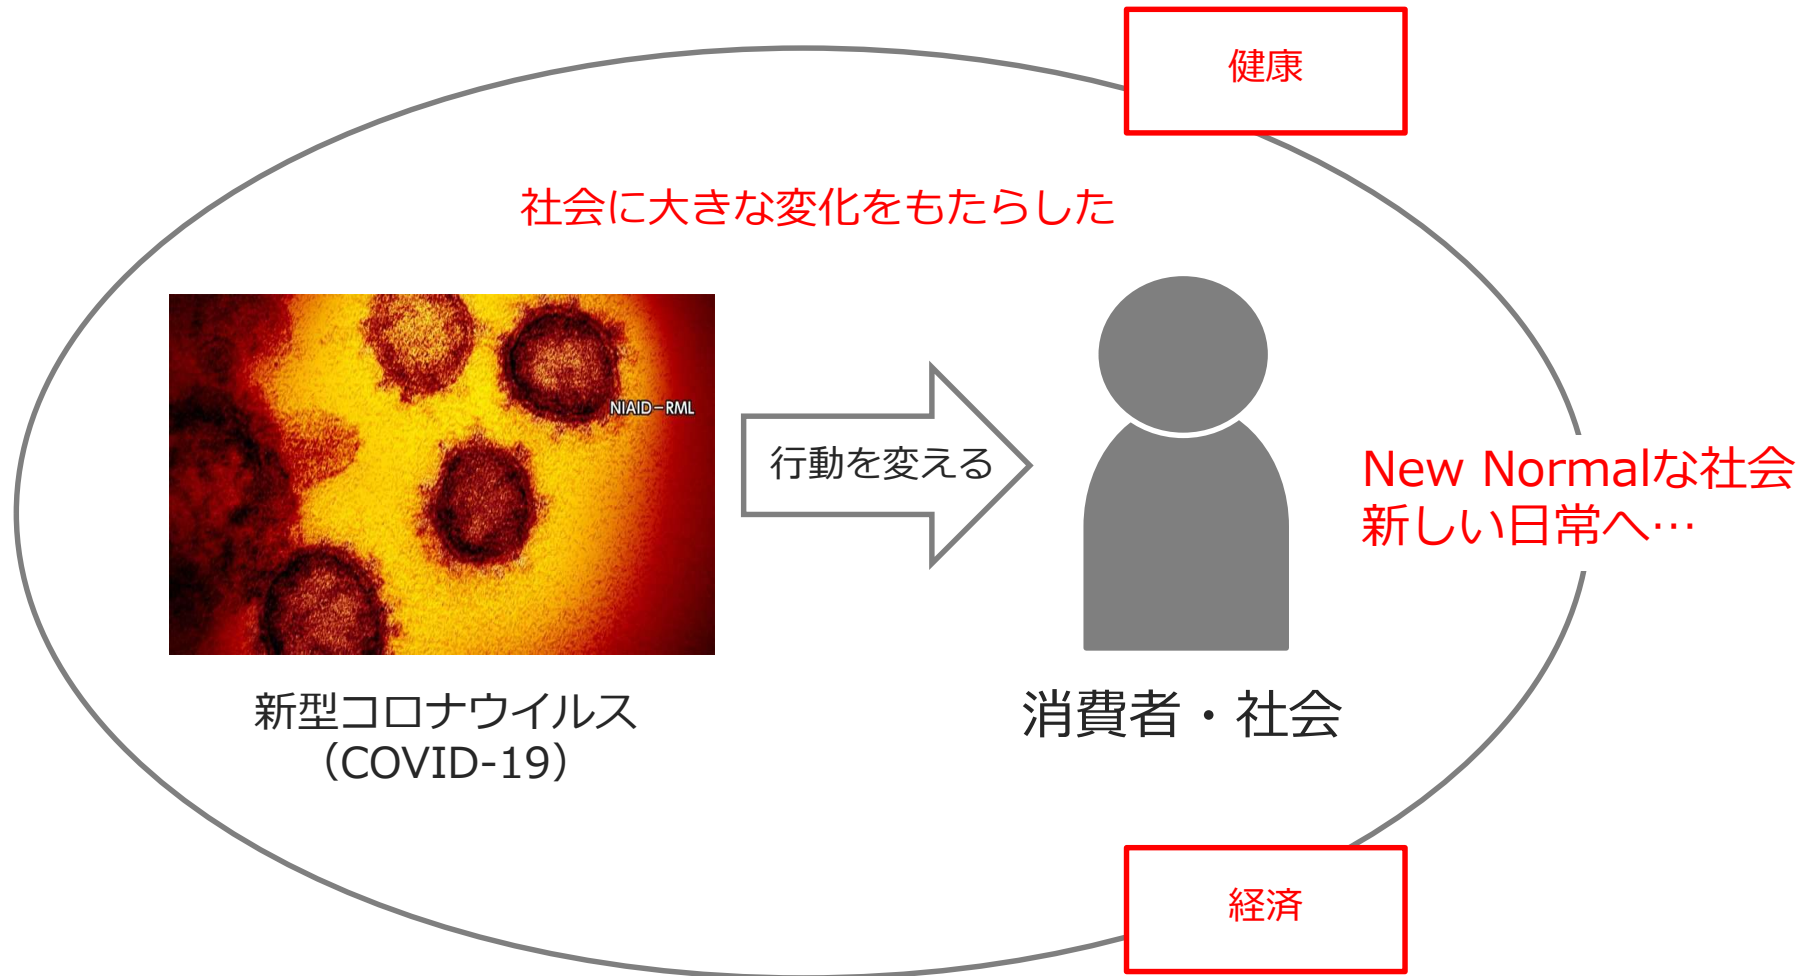 健康
社会に大きな変化をもたらした
NIAID-RML
行動を変える
New Normalな社会
新しい日常へ…
新型コロナウイルス
（COVID-19）
消費者・社会
経済